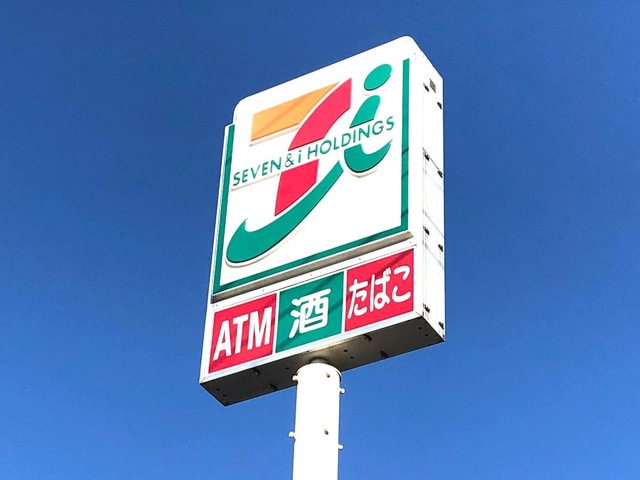 SEVEN & i HOLDINGS
ATM 酒 たばこ